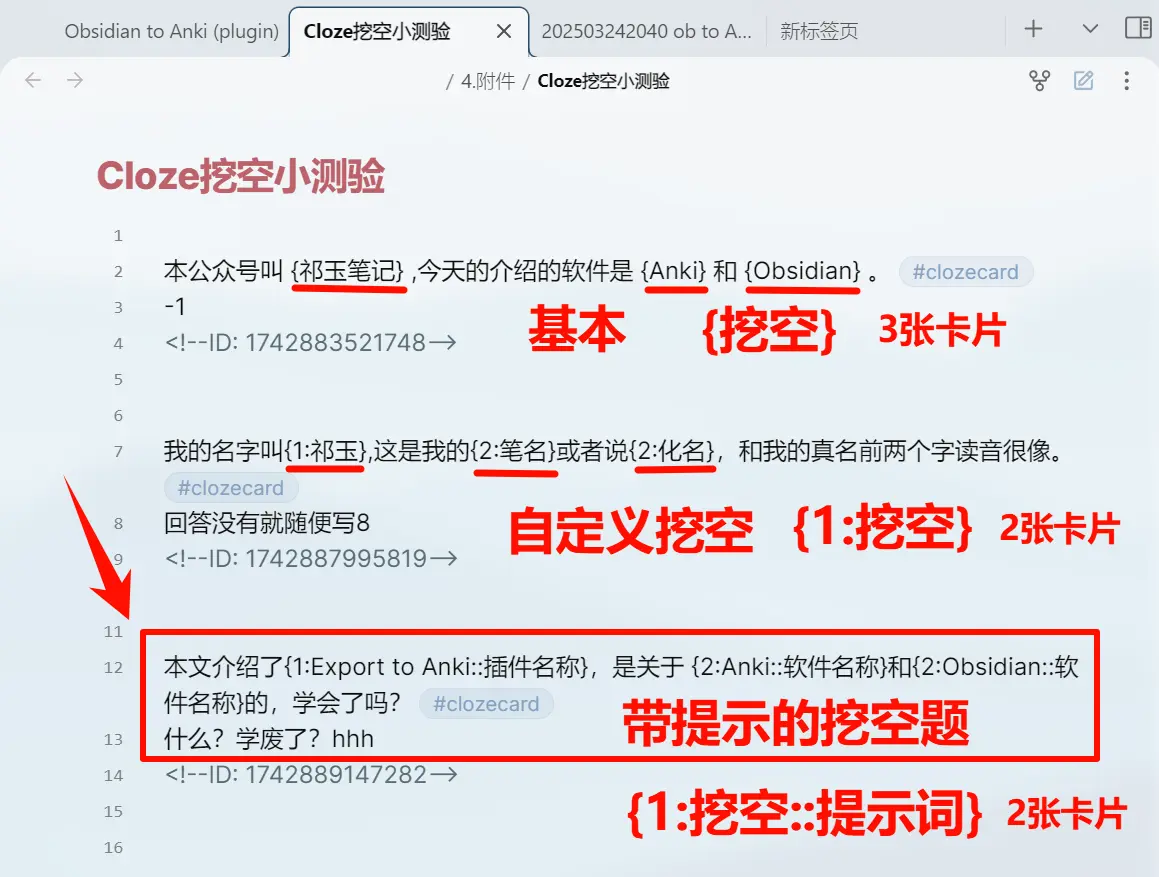 Obsidian to Anki (plugin)
Cloze挖空小测验
202503242040 ob to A...
新标签页
/ 4.附件 / Cloze挖空小测验
Cloze挖空小测验
1
2 本公众号叫 {祁玉笔记} ,今天的介绍的软件是 {Anki} 和 {Obsidian} 。 #clozecard
3 -1
4 <!--ID: 1742883521748-->
基本 {挖空} 3张卡片
5
6
7 我的名字叫{1:祁玉},这是我的{2:笔名}或者说{2:化名}，和我的真名前两个字读音很像。
#clozecard
8 回答没有就随便写8
9 <!--ID: 1742887995819-->
自定义挖空 {1:挖空} 2张卡片
11
12 本文介绍了{1:Export to Anki::插件名称}，是关于 {2:Anki::软件名称}和{2:Obsidian::软
件名称}的，学会了吗？ #clozecard
13 什么？学废了？hhh
带提示的挖空题
14 <!--ID: 1742889147282-->
{1:挖空::提示词} 2张卡片
15
16